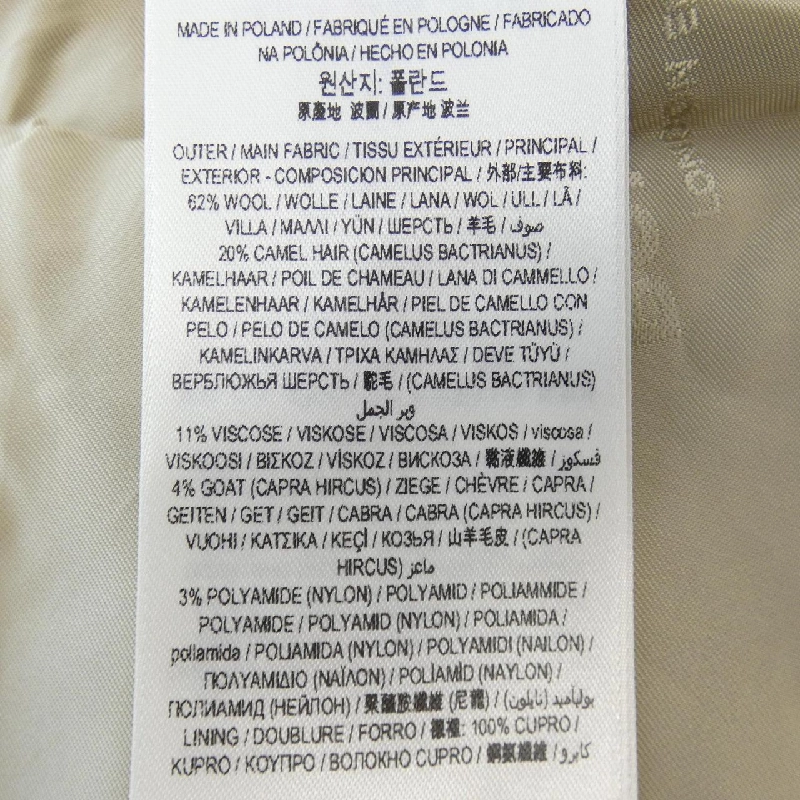 MADE IN POLAND / FABRIQUÉ EN POLOGNE / FABRICADO
NA POLÔNIA / HECHO EN POLONIA
원산지: 폴란드
原產地 波蘭 / 原产地 波兰
OUTER / MAIN FABRIC / TISSU EXTÉRIEUR / PRINCIPAL /
EXTERIOR - COMPOSICION PRINCIPAL / 外部/主要布料:
62% WOOL / WOLLE / LAINE / LANA / WOL / ULL / LÃ /
VILLA / ΜΑΛΛΙ / YÜN / ШЕРСТЬ / 羊毛 / صوف
20% CAMEL HAIR (CAMELUS BACTRIANUS) /
KAMELHAAR / POIL DE CHAMEAU / LANA DI CAMMELLO /
KAMELENHAAR / KAMELHÅR / PIEL DE CAMELLO CON
PELO / PELO DE CAMELO (CAMELUS BACTRIANUS) /
KAMELINKARVA / ΤΡΙΧΑ ΚΑΜΗΛΑΣ / DEVE TÜYÜ /
ВЕРБЛЮЖЬЯ ШЕРСТЬ / 駝毛 / (CAMELUS BACTRIANUS)
وبر الجمل
11% VISCOSE / VISKOSE / VISCOSA / VISKOS / viscosa /
VISKOOSI / ΒΙΣΚΟΖ / VİSKOZ / ВИСКОЗА / 黏液纖維 / فسكوز
4% GOAT (CAPRA HIRCUS) / ZIEGE / CHÈVRE / CAPRA /
GEITEN / GET / GEIT / CABRA / CABRA (CAPRA HIRCUS) /
VUOHI / ΚΑΤΣΙΚΑ / KEÇİ / КОЗЬЯ / 山羊毛皮 / (CAPRA
HIRCUS) ماعز
3% POLYAMIDE (NYLON) / POLYAMID / POLIAMMIDE /
POLYAMIDE / POLYAMID (NYLON) / POLIAMIDA /
poliamida / POLIAMIDA (NYLON) / POLYAMIDI (NAILON) /
ΠΟΛΥΑΜΙΔΙΟ (ΝΑΪΛΟΝ) / POLİAMİD (NAYLON) /
ПОЛИАМИД (НЕЙЛОН) / 聚醯胺纖維 (尼龍) / بولياميد (نايلون)
LINING / DOUBLURE / FORRO / 裡襯: 100% CUPRO /
KUPRO / ΚΟΥΠΡΟ / ВОЛОКНО CUPRO / 銅氨纖維 / كابرو